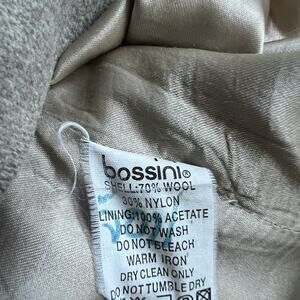 bossini®
SHELL:70% WOOL
30% NYLON
LINING:100% ACETATE
DO NOT WASH
DO NOT BLEACH
WARM IRON
DRY CLEAN ONLY
DO NOT TUMBLE DRY